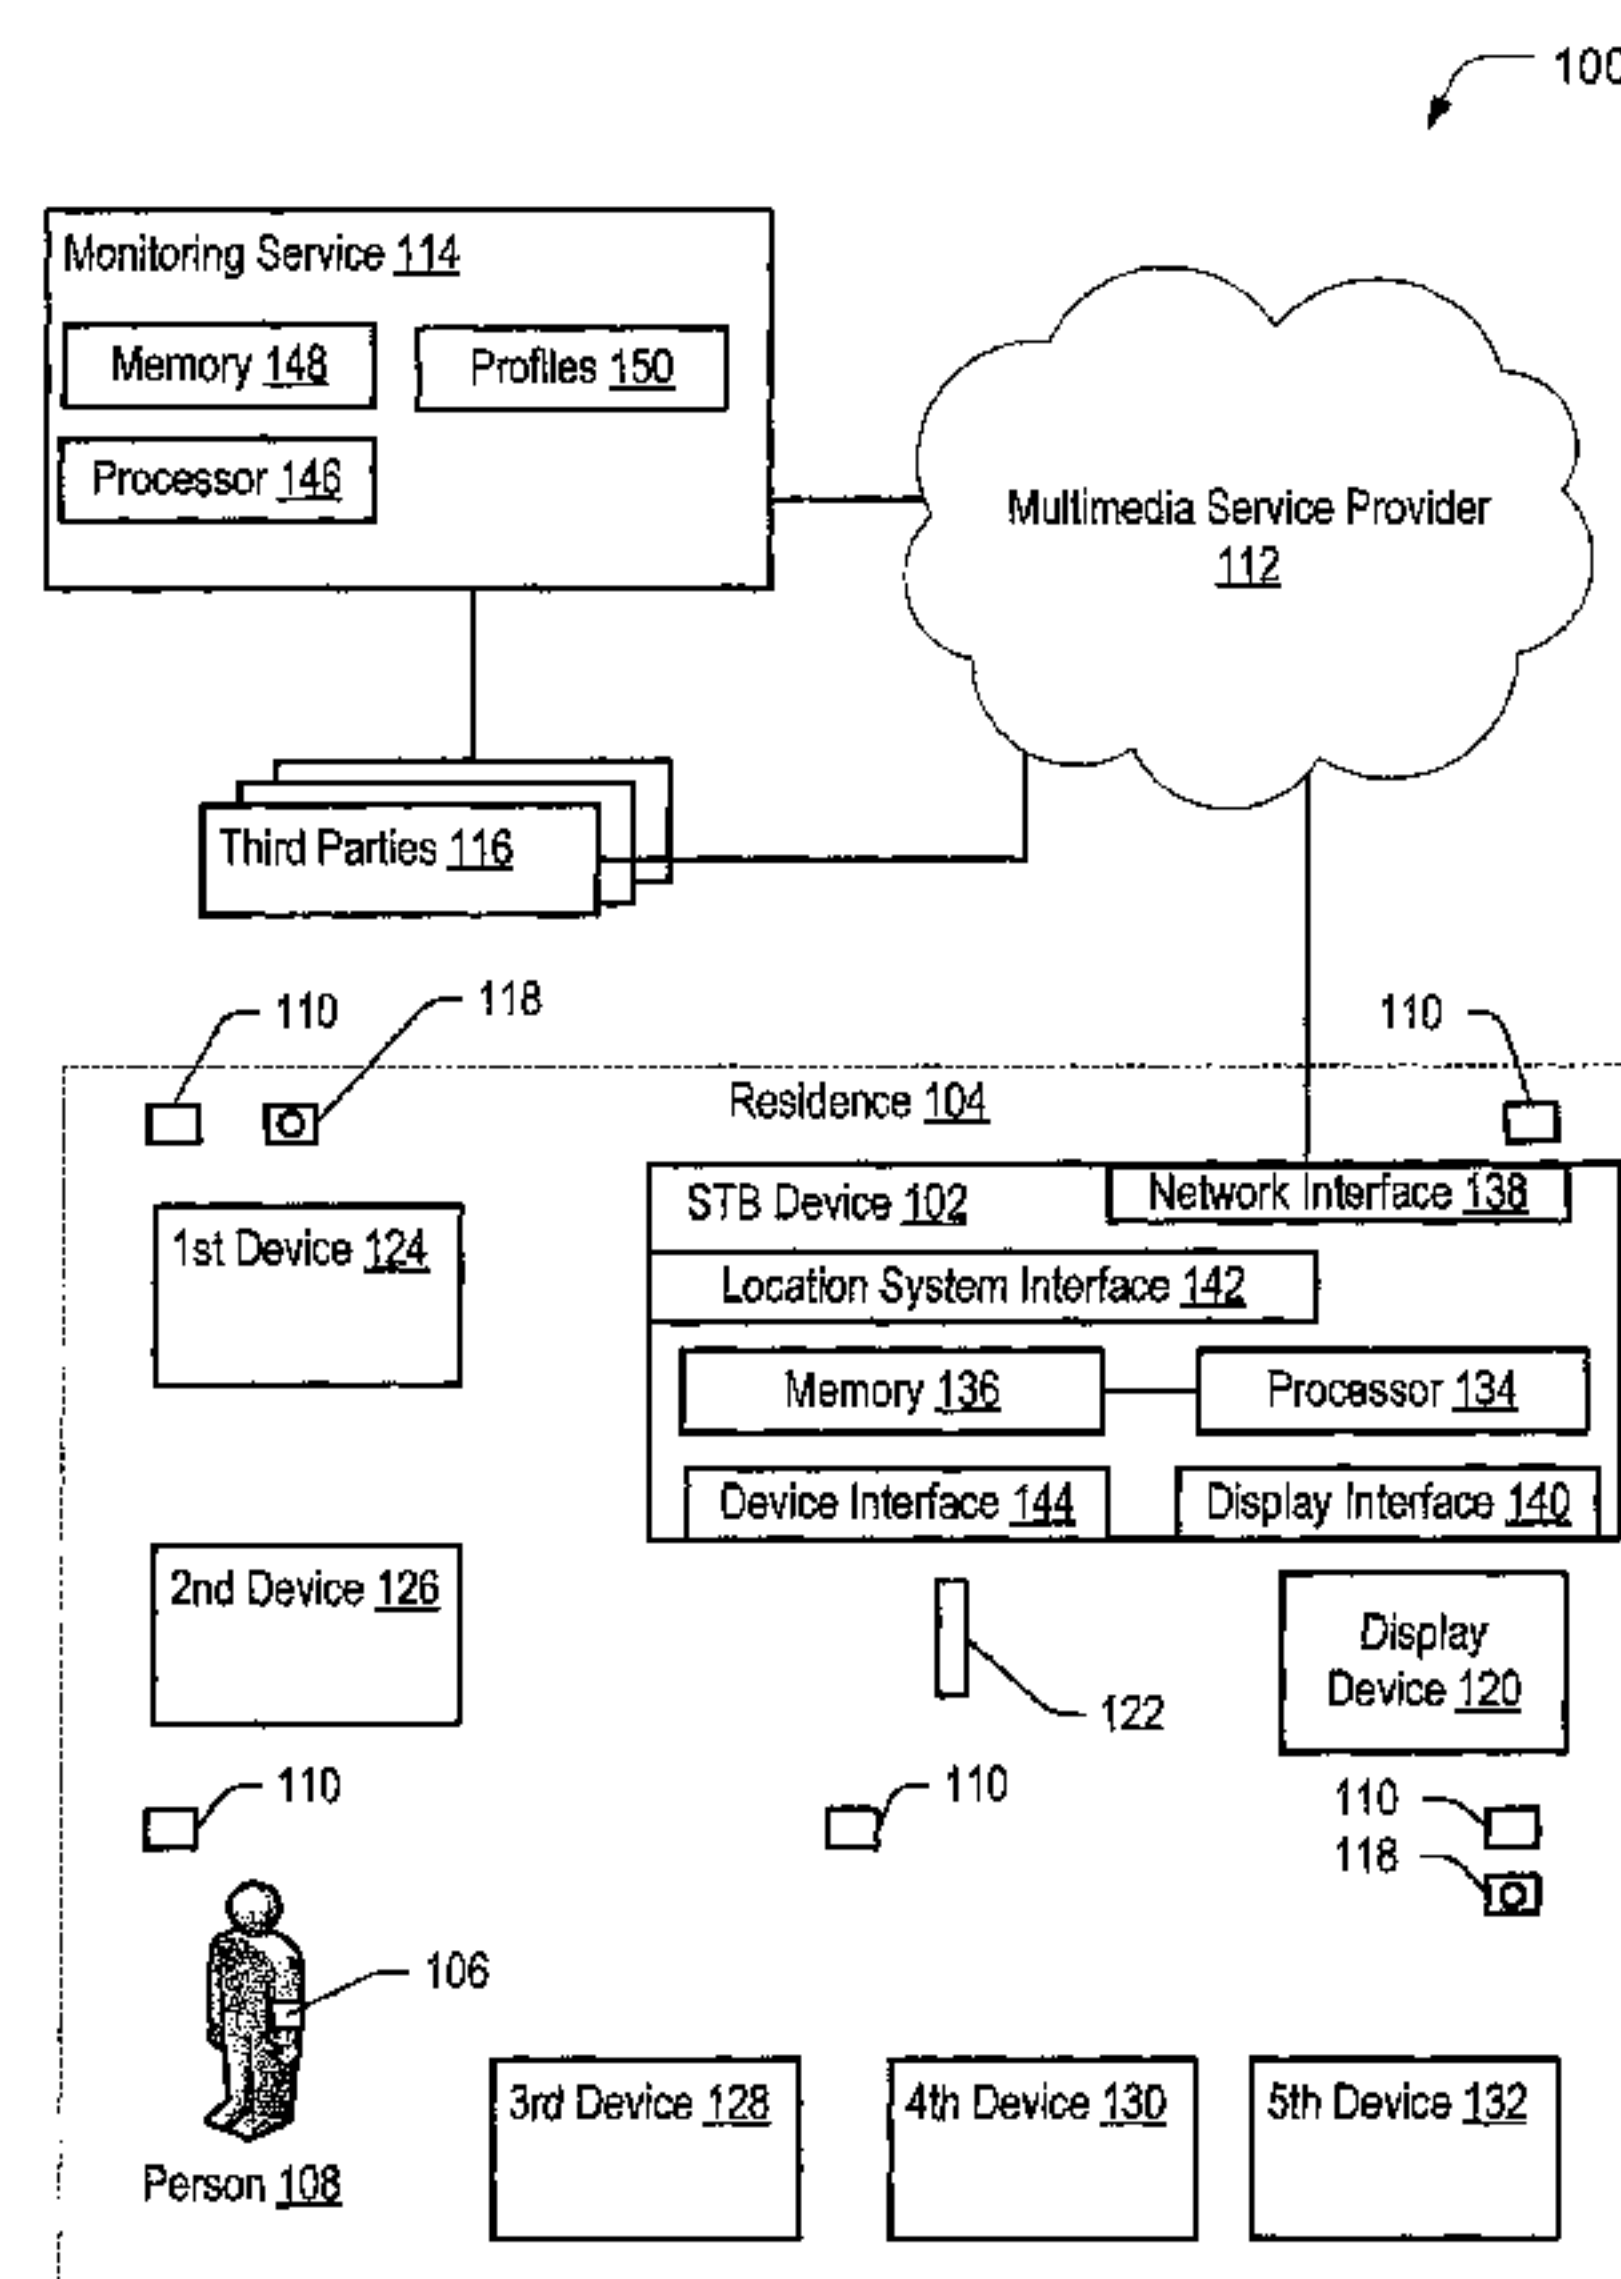 100
Monitoring Service 114
Memory 148
Profiles 150
Processor 146
Multimedia Service Provider
112
Third Parties 116
110
118
110
Residence 104
STB Device 102
Network Interface 138
1st Device 124
Location System Interface 142
Memory 136
Processor 134
Device Interface 144
Display Interface 140
2nd Device 126
Display
Device 120
122
110
110
110
118
106
3rd Device 128
4th Device 130
5th Device 132
Person 108